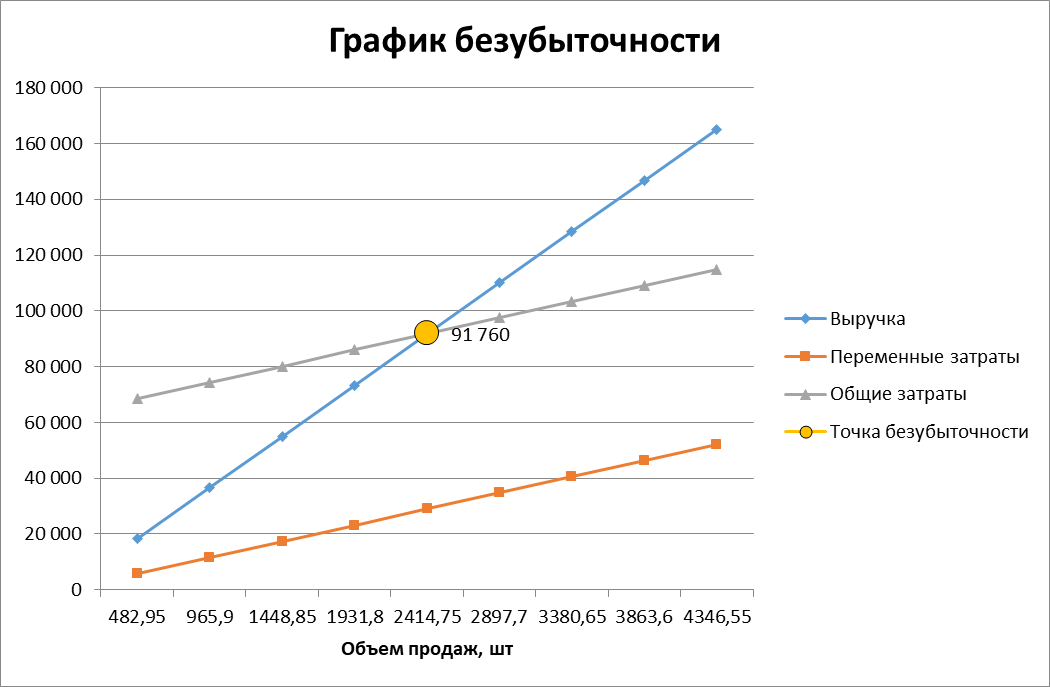 График безубыточности
180 000
160 000
140 000
120 000
100 000
80 000
60 000
40 000
20 000
0
91 760
482,95 965,9 1448,85 1931,8 2414,75 2897,7 3380,65 3863,6 4346,55
Объем продаж, шт
Выручка
Переменные затраты
Общие затраты
Точка безубыточности